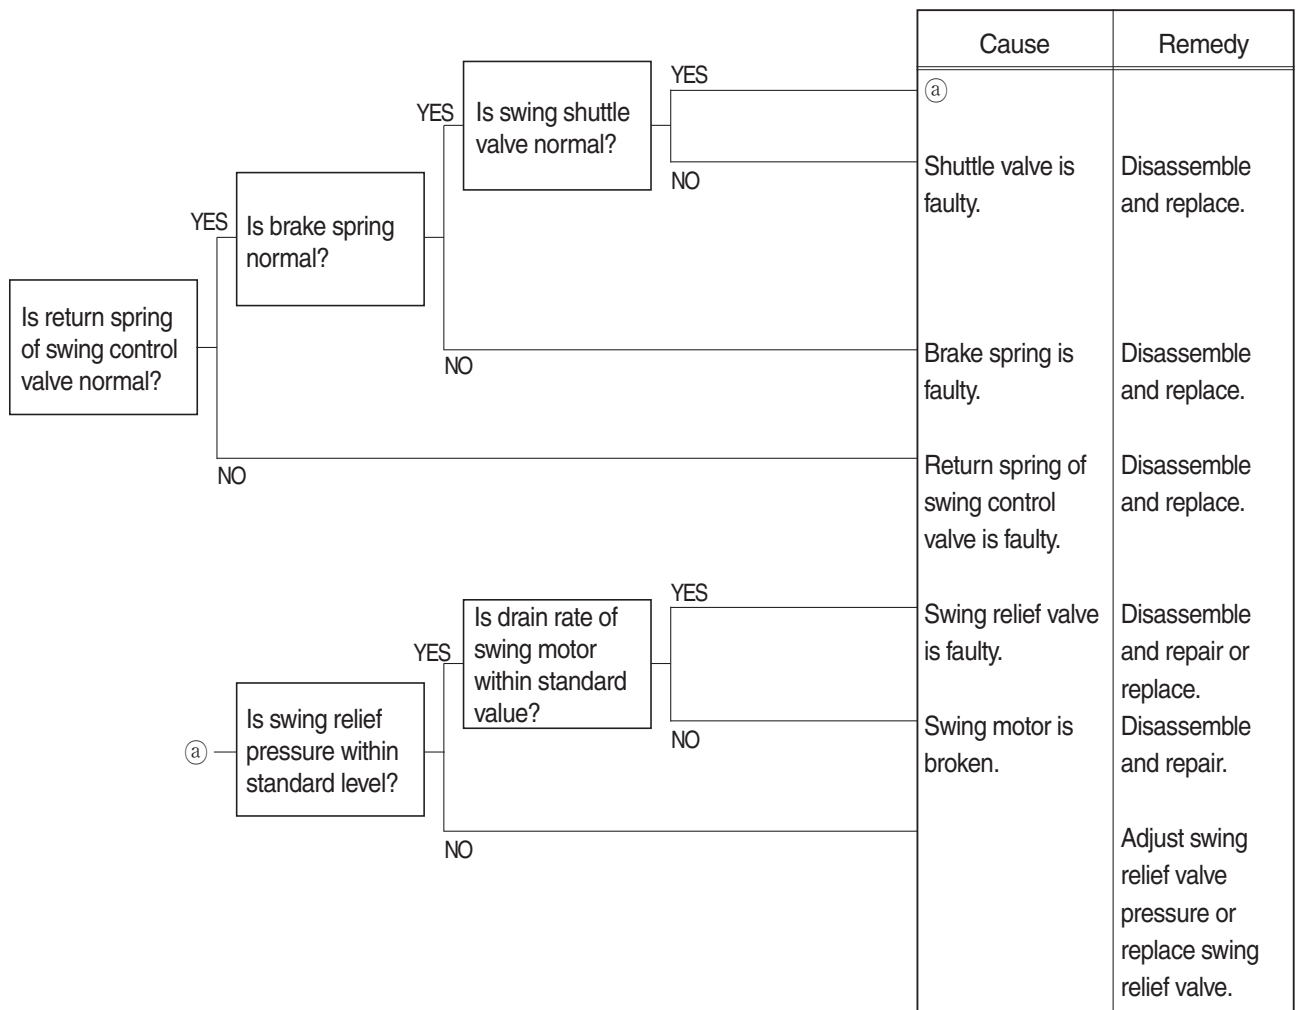 Cause
Remedy
YES
ⓐ
YES
Is swing shuttle
valve normal?
NO
Shuttle valve is
faulty.
Disassemble
and replace.
YES
Is brake spring
normal?
NO
Brake spring is
faulty.
Disassemble
and replace.
Is return spring
of swing control
valve normal?
NO
Return spring of
swing control
valve is faulty.
Disassemble
and replace.
YES
Swing relief valve
is faulty.
Disassemble
and repair or
replace.
YES
Is drain rate of
swing motor
within standard
value?
NO
Swing motor is
broken.
Disassemble
and repair.
ⓐ
Is swing relief
pressure within
standard level?
NO
Adjust swing
relief valve
pressure or
replace swing
relief valve.